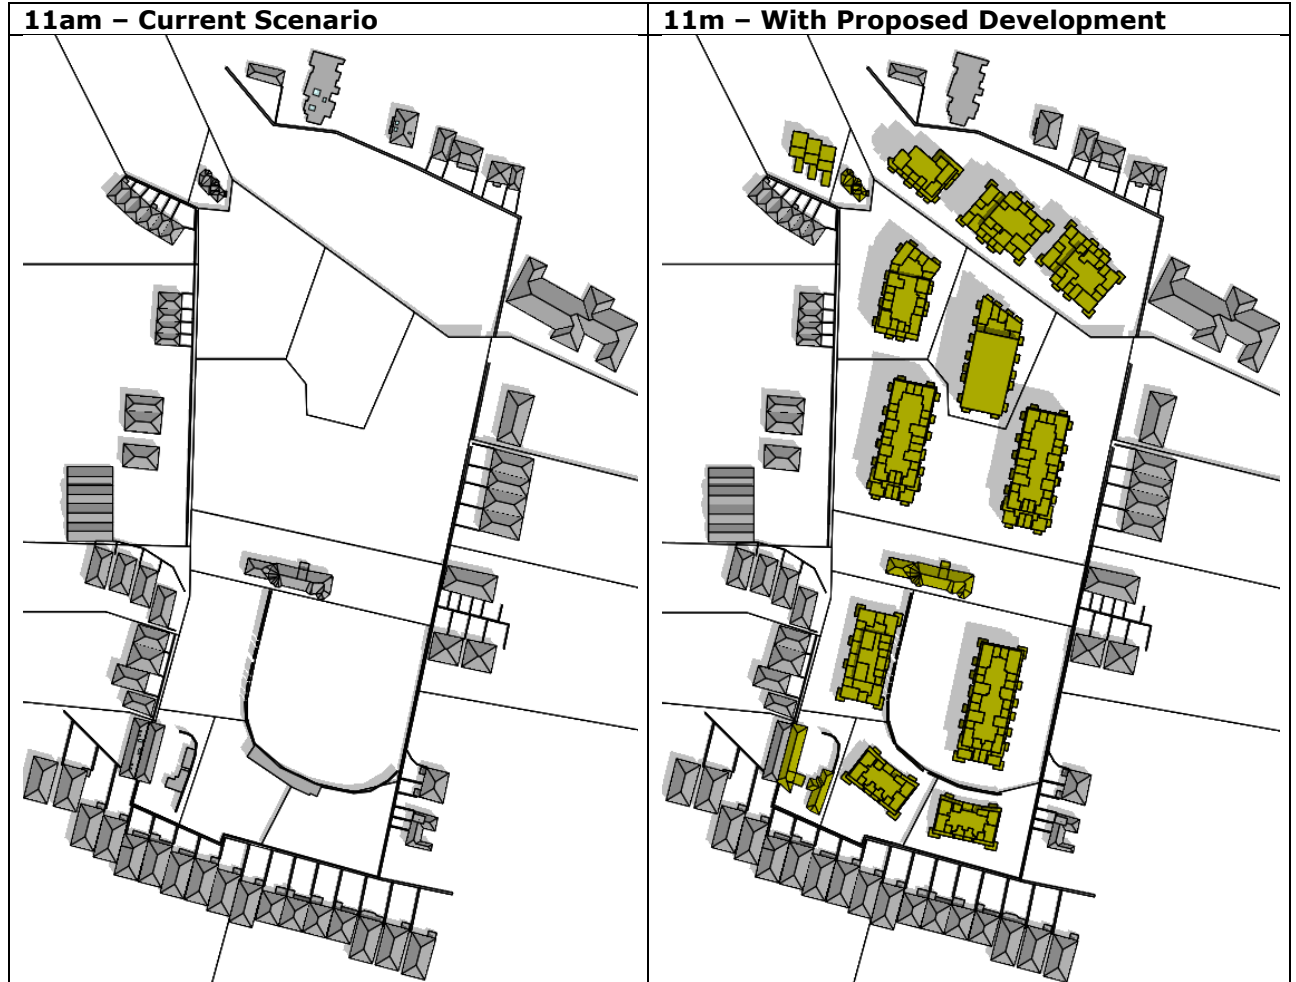 11am – Current Scenario
11m – With Proposed Development